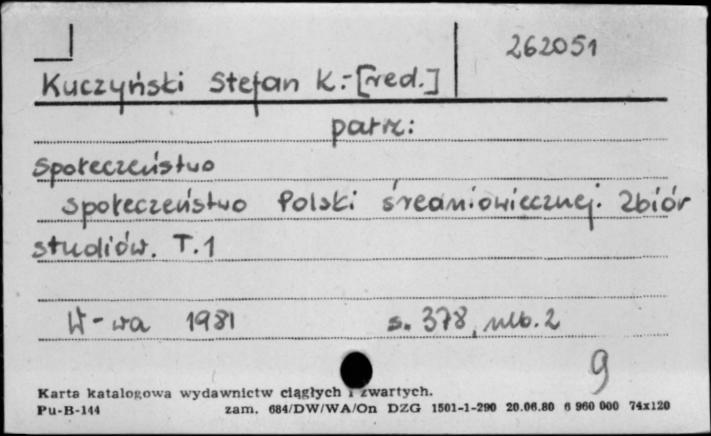 262051
Kuczyński Stefan K.-[red.]
patrz:
Społeczeństwo
Społeczeństwo Polski średniowiecznej. Zbiór
studiów. T.1
W-wa 1981 s. 378, nlb. 2
9
Karta katalogowa wydawnictw ciągłych i zwartych.
Pu-B-144 zam. 684/DW/WA/On DZG 1501-1-290 20.06.80 6 960 000 74x120